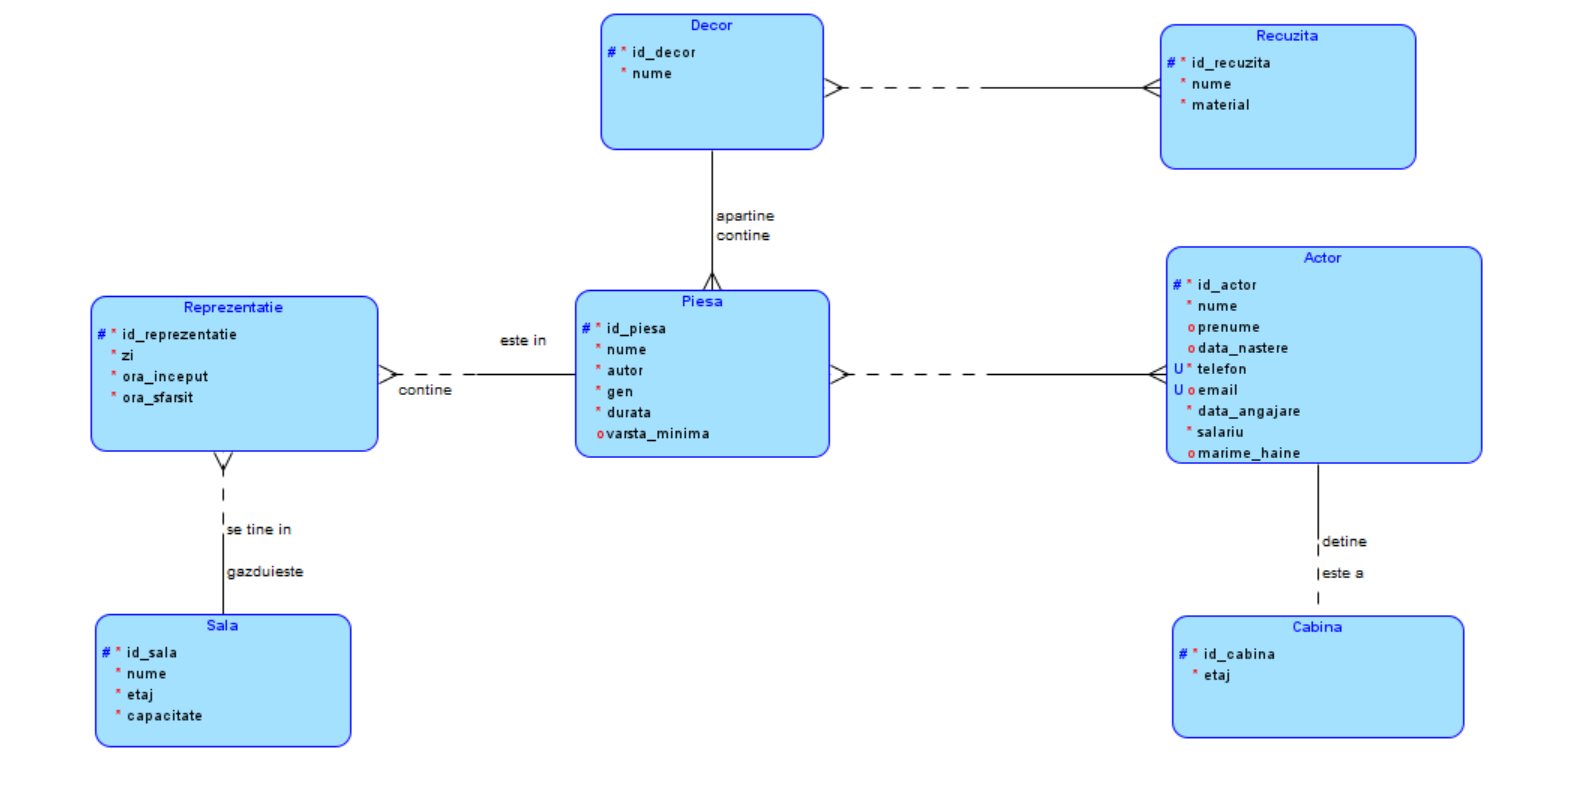 Decor
# * id_decor
* nume
Recuzita
# * id_recuzita
* nume
* material
apartine
contine
Reprezentatie
# * id_reprezentatie
* zi
* ora_inceput
* ora_sfarsit
este in
contine
Piesa
# * id_piesa
* nume
* autor
* gen
* durata
o varsta_minima
Actor
# * id_actor
* nume
o prenume
o data_nastere
U * telefon
U o email
* data_angajare
* salariu
o marime_haine
se tine in
gazduieste
detine
este a
Sala
# * id_sala
* nume
* etaj
* capacitate
Cabina
# * id_cabina
* etaj